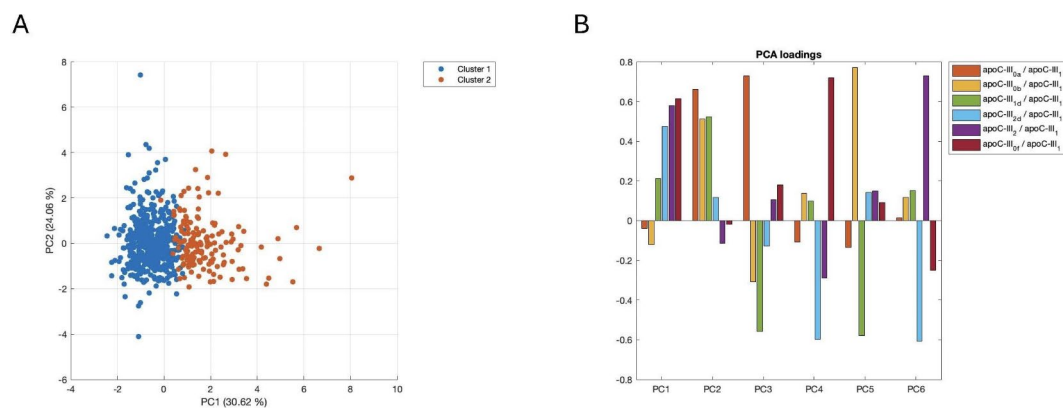 A
8
6
4
2
0
-2
-4
-6
-4
-2
0
2
4
6
8
10
PC2 (24.06 %)
PC1 (30.62 %)
Cluster 1
Cluster 2
B
PCA loadings
0.8
0.6
0.4
0.2
0
-0.2
-0.4
-0.6
-0.8
PC1
PC2
PC3
PC4
PC5
PC6
apoC-III0a / apoC-III1
apoC-III0b / apoC-III1
apoC-III1d / apoC-III1
apoC-III2d / apoC-III1
apoC-III2 / apoC-III1
apoC-III0f / apoC-III1